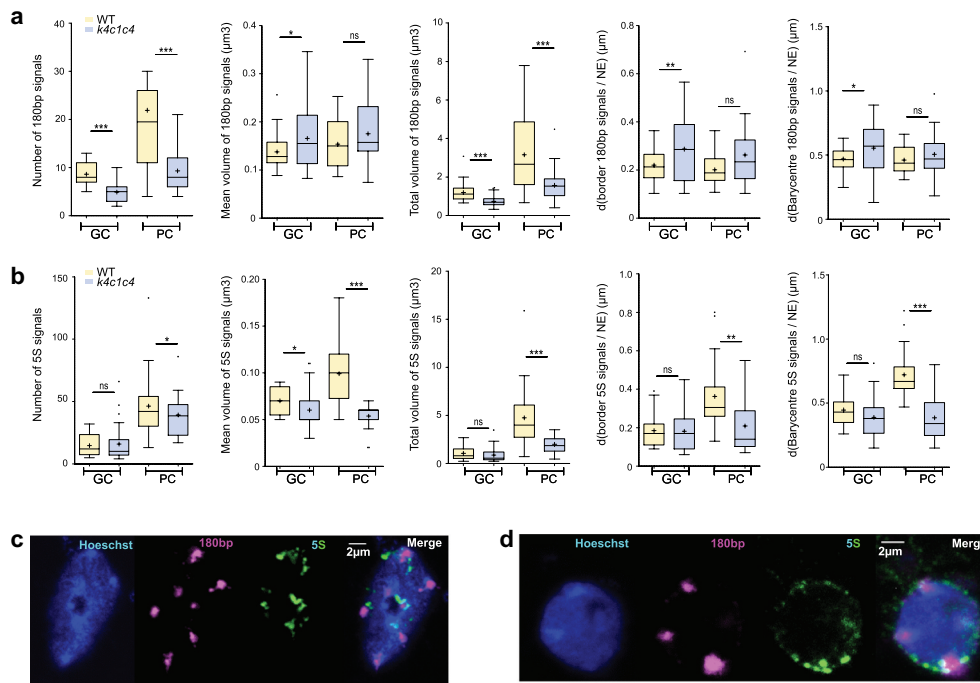 a
WT
k4c1c4
Number of 180bp signals
40
30
20
10
0
***
***
GC
PC
Mean volume of 180bp signals (µm3)
0.4
0.3
0.2
0.1
0.0
*
ns
GC
PC
Total volume of 180bp signals (µm3)
10
8
6
4
2
0
***
***
GC
PC
d(border 180bp signals / NE) (µm)
0.8
0.6
0.4
0.2
0.0
**
ns
GC
PC
d(Barycentre 180bp signals / NE) (µm)
1.5
1.0
0.5
0.0
*
ns
GC
PC
b
WT
k4c1c4
Number of 5S signals
150
100
50
0
ns
*
GC
PC
Mean volume of 5S signals (µm3)
0.20
0.15
0.10
0.05
0.00
*
***
GC
PC
Total volume of 5S signals (µm3)
20
15
10
5
0
ns
***
GC
PC
d(border 5S signals / NE) (µm)
1.0
0.8
0.6
0.4
0.2
0.0
ns
**
GC
PC
d(Barycentre 5S signals / NE) (µm)
1.5
1.0
0.5
0.0
ns
***
GC
PC
c
Hoeschst
180bp
5S
2µm
Merge
d
Hoeschst
180bp
5S
2µm
Merge